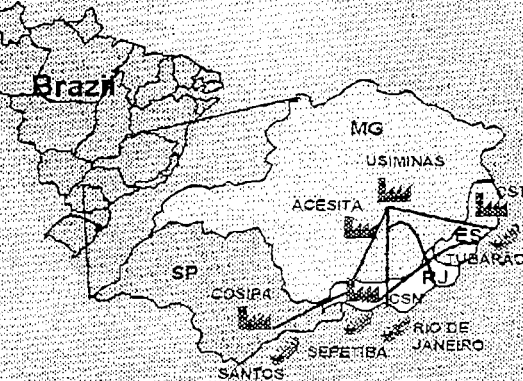 Brazil
MG
USIMINAS
ACESITA
CST
ES
TUBARÃO
SP
RJ
COSIPA
CSN
RIO DE
JANEIRO
SEPETIBA
SANTOS